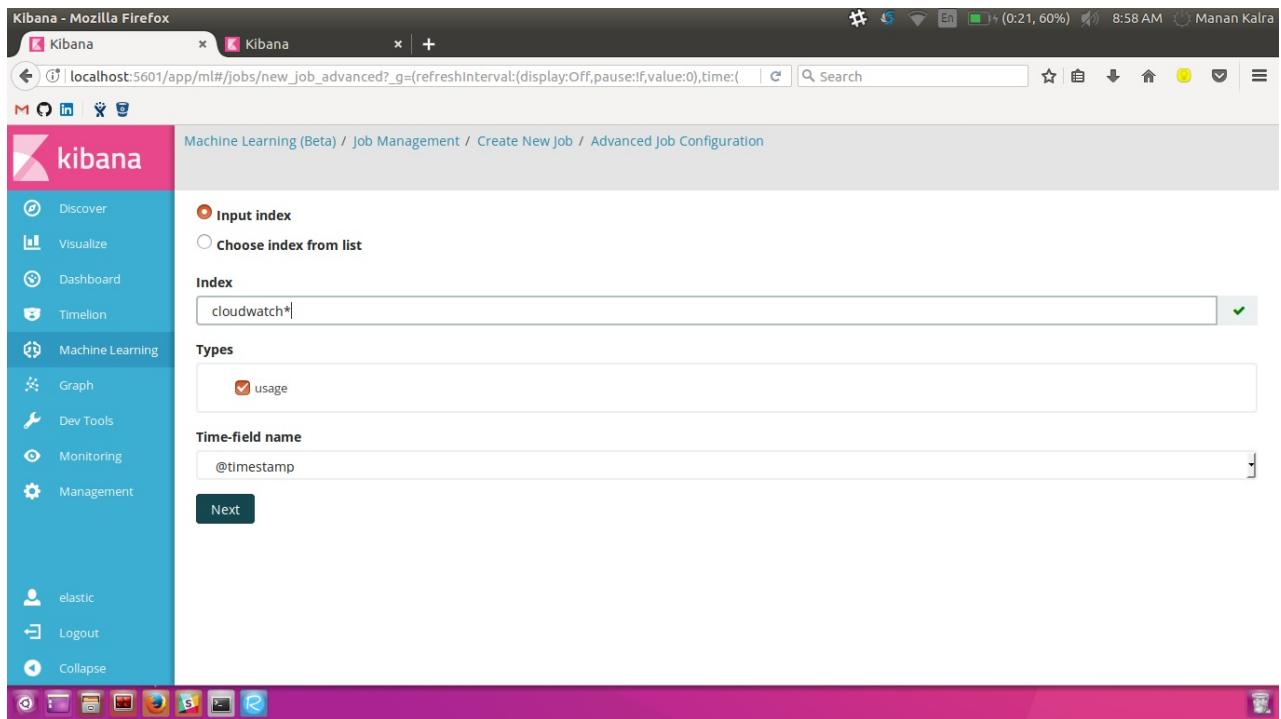 Kibana - Mozilla Firefox
En (0:21, 60%) 8:58 AM Manan Kalra
Kibana × Kibana × +
localhost:5601/app/ml#/jobs/new_job_advanced?_g=(refreshInterval:(display:Off,pause:!f,value:0),time:( Search
kibana
Machine Learning (Beta) / Job Management / Create New Job / Advanced Job Configuration
Discover
Visualize
Dashboard
Timelion
Machine Learning
Graph
Dev Tools
Monitoring
Management
elastic
Logout
Collapse
Input index
Choose index from list
Index
cloudwatch*
Types
usage
Time-field name
@timestamp
Next